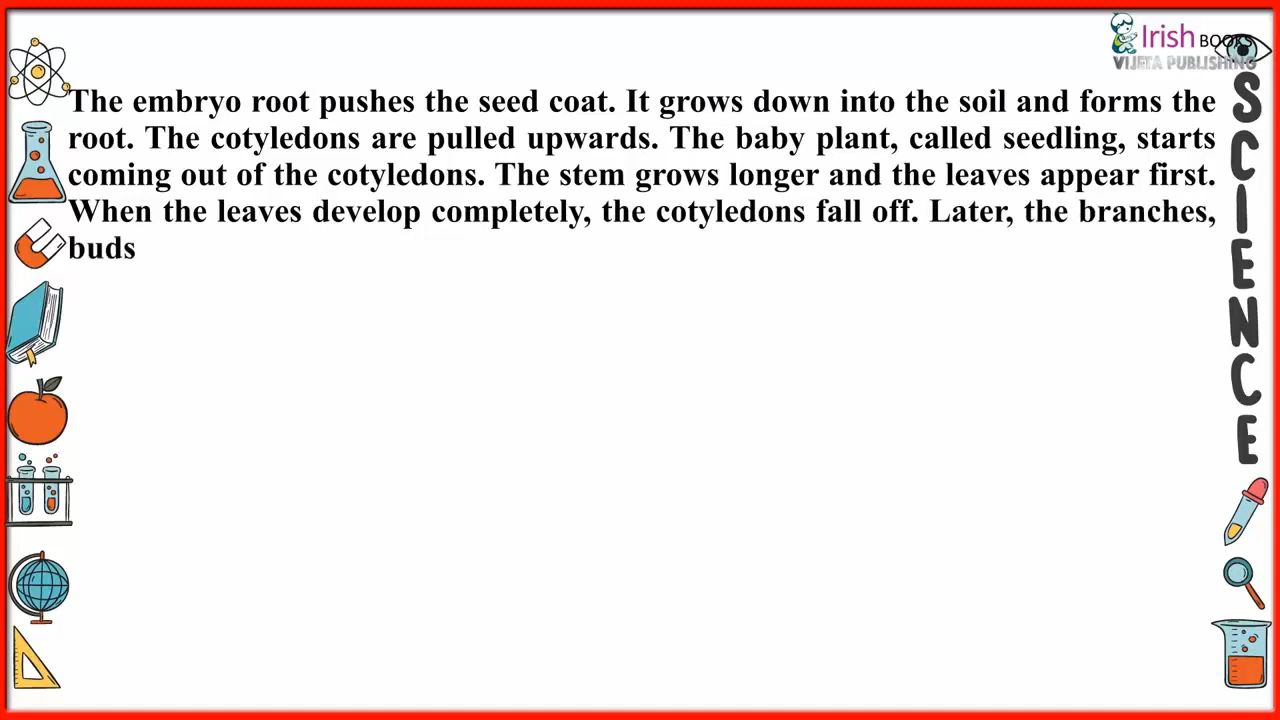 Irish BOOKS
VIJETA PUBLISHING
The embryo root pushes the seed coat. It grows down into the soil and forms the
root. The cotyledons are pulled upwards. The baby plant, called seedling, starts
coming out of the cotyledons. The stem grows longer and the leaves appear first.
When the leaves develop completely, the cotyledons fall off. Later, the branches,
buds
SCIENCE